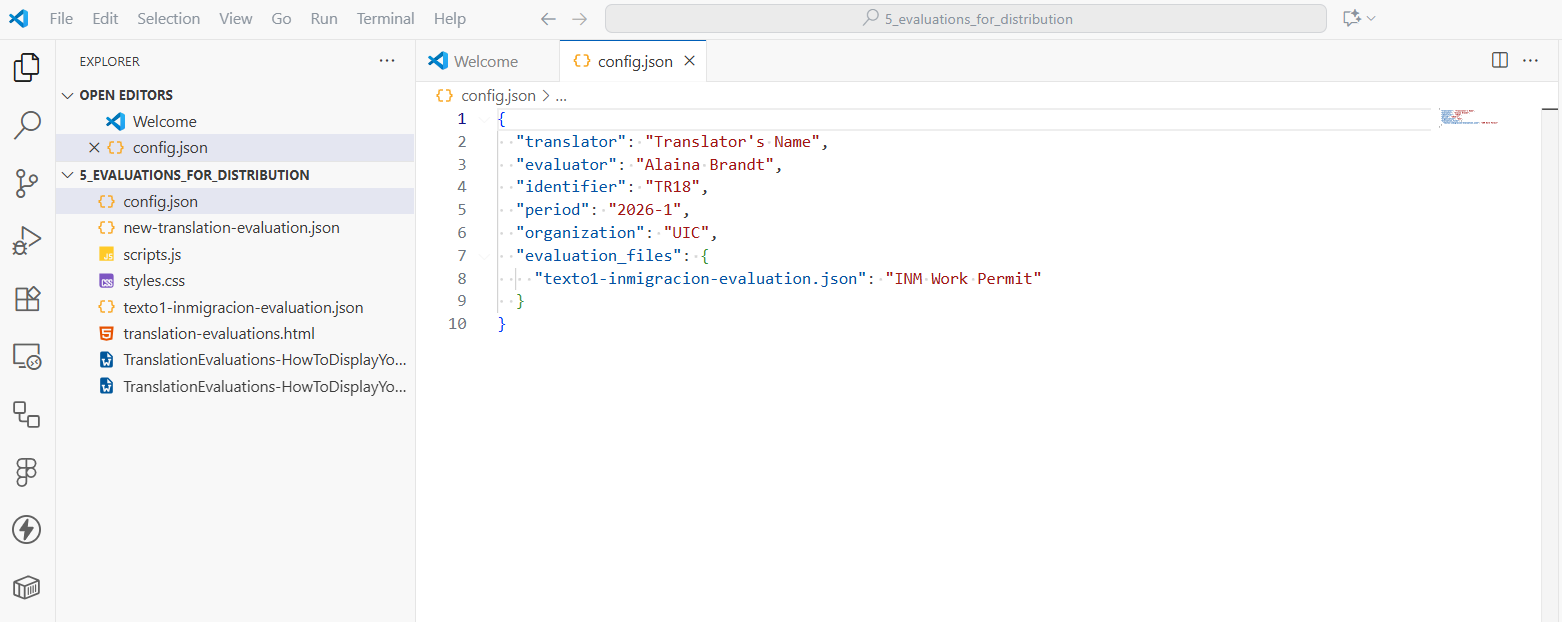 File Edit Selection View Go Run Terminal Help
5_evaluations_for_distribution
EXPLORER
OPEN EDITORS
Welcome
config.json
5_EVALUATIONS_FOR_DISTRIBUTION
config.json
new-translation-evaluation.json
scripts.js
styles.css
texto1-inmigracion-evaluation.json
translation-evaluations.html
TranslationEvaluations-HowToDisplayYo...
TranslationEvaluations-HowToDisplayYo...
Welcome
config.json
config.json > ...
1 {
2 "translator": "Translator's Name",
3 "evaluator": "Alaina Brandt",
4 "identifier": "TR18",
5 "period": "2026-1",
6 "organization": "UIC",
7 "evaluation_files": {
8 "texto1-inmigracion-evaluation.json": "INM Work Permit"
9 }
10 }